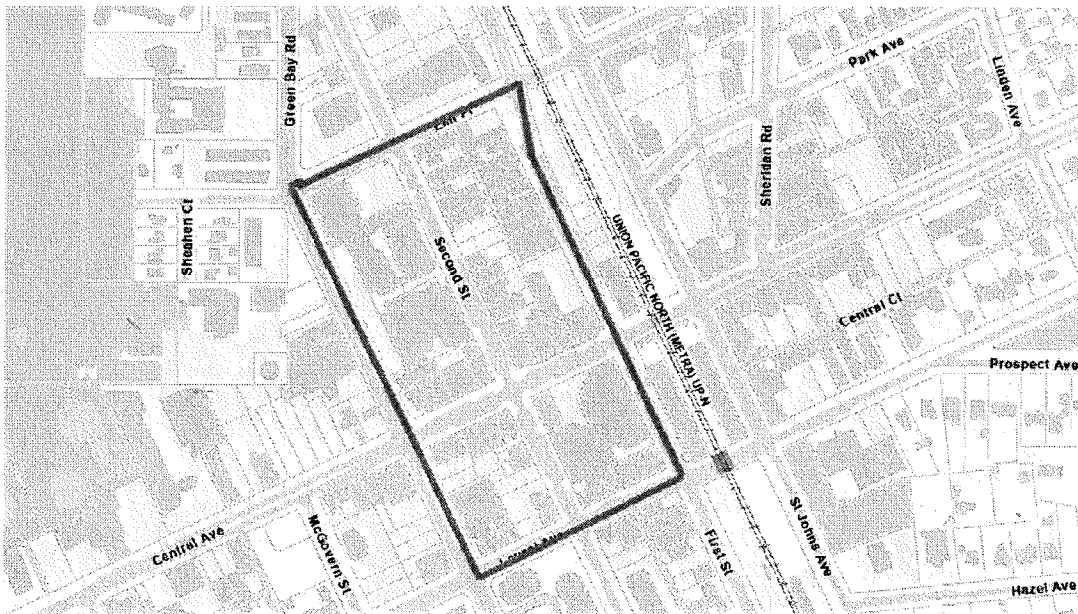 Green Bay Rd
Park Ave
Linden Ave
Elm Pl
Sheridan Rd
Sheahen Ct
Second St
UNION PACIFIC NORTH (METRA) UP-N
Central Ct
Prospect Ave
Central Ave
McGovern St
First St
St Johns Ave
Hazel Ave